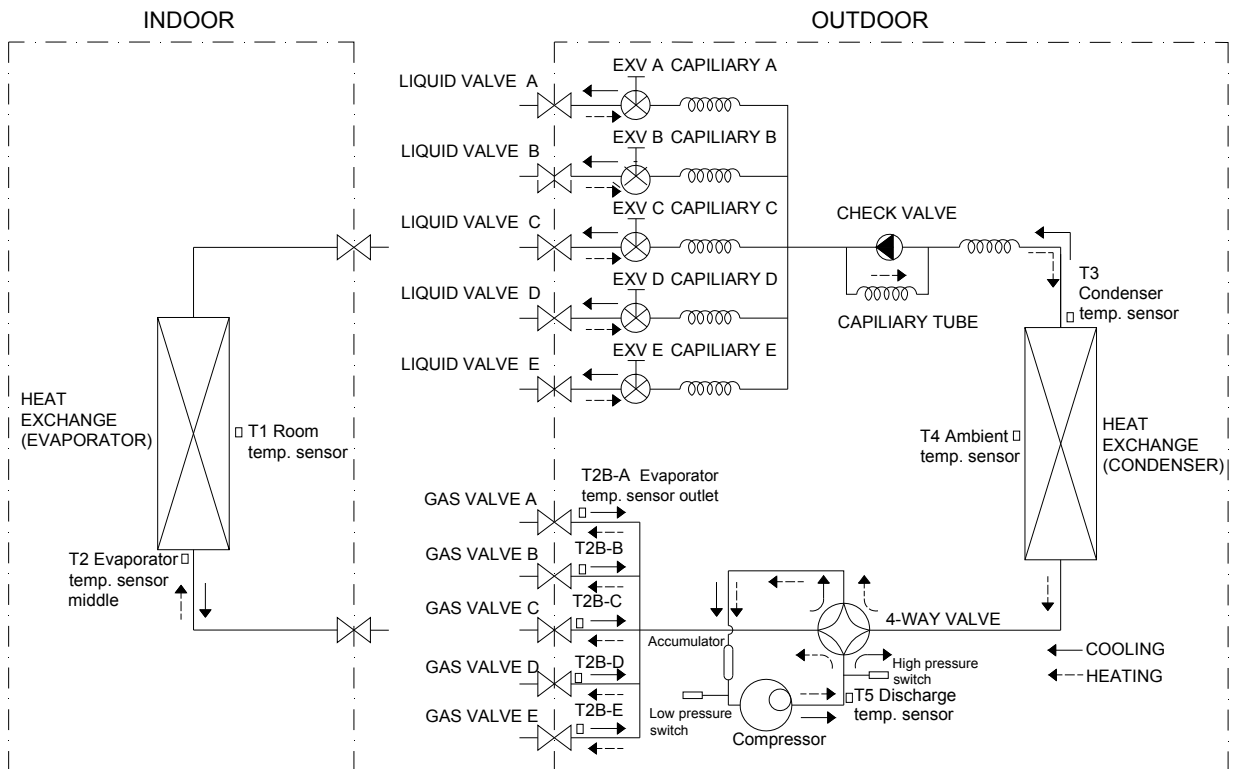 INDOOR
OUTDOOR
LIQUID VALVE A
EXV A CAPILIARY A
LIQUID VALVE B
EXV B CAPILIARY B
LIQUID VALVE C
EXV C CAPILIARY C
LIQUID VALVE D
EXV D CAPILIARY D
LIQUID VALVE E
EXV E CAPILIARY E
CHECK VALVE
CAPILIARY TUBE
T3
Condenser
temp. sensor
HEAT
EXCHANGE
(EVAPORATOR)
T1 Room
temp. sensor
T4 Ambient
temp. sensor
HEAT
EXCHANGE
(CONDENSER)
T2 Evaporator
temp. sensor
middle
GAS VALVE A
T2B-A Evaporator
temp. sensor outlet
GAS VALVE B
T2B-B
GAS VALVE C
T2B-C
GAS VALVE D
T2B-D
GAS VALVE E
T2B-E
Accumulator
4-WAY VALVE
High pressure
switch
T5 Discharge
temp. sensor
Low pressure
switch
Compressor
COOLING
HEATING